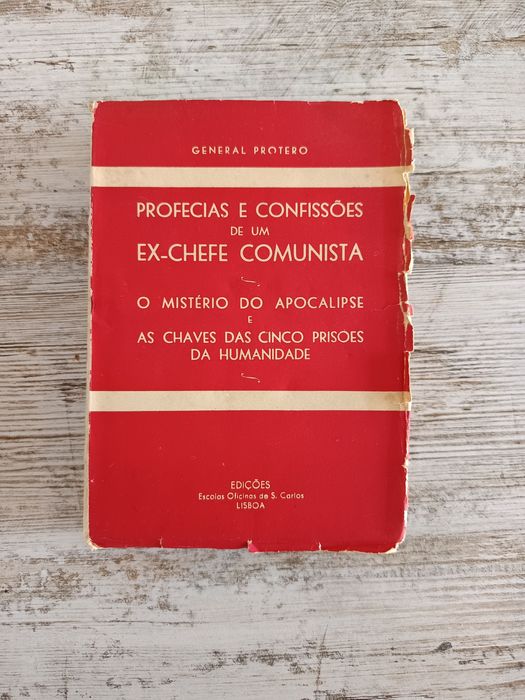 GENERAL PROTERO
PROFECIAS E CONFISSÕES
DE UM
EX-CHEFE COMUNISTA
O MISTÉRIO DO APOCALIPSE
E
AS CHAVES DAS CINCO PRISÕES
DA HUMANIDADE
EDIÇÕES
Escolas Oficinas de S. Carlos
LISBOA